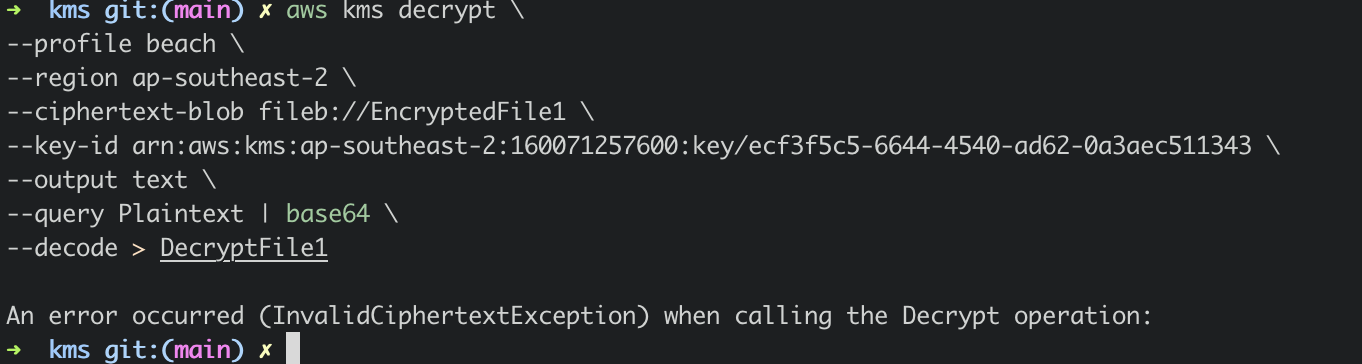 ➜  kms git:(main) ✗ aws kms decrypt \
--profile beach \
--region ap-southeast-2 \
--ciphertext-blob fileb://EncryptedFile1 \
--key-id arn:aws:kms:ap-southeast-2:160071257600:key/ecf3f5c5-6644-4540-ad62-0a3aec511343 \
--output text \
--query Plaintext | base64 \
--decode > DecryptFile1
An error occurred (InvalidCiphertextException) when calling the Decrypt operation:
➜  kms git:(main) ✗